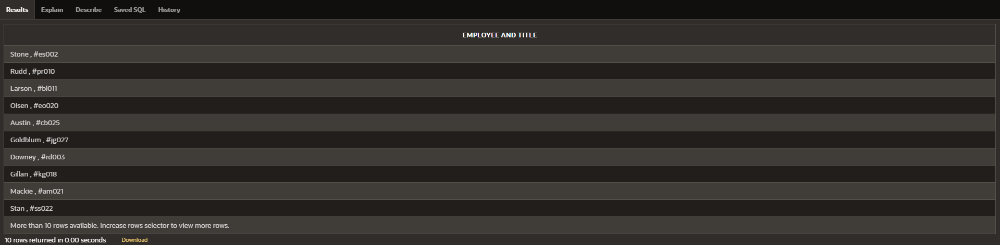 Results Explain Describe Saved SQL History
EMPLOYEE AND TITLE
Stone , #es002
Rudd , #pr010
Larson , #bl011
Olsen , #eo020
Austin , #cb025
Goldblum , #jg027
Downey , #rd003
Gillan , #kg018
Mackie , #am021
Stan , #ss022
More than 10 rows available. Increase rows selector to view more rows.
10 rows returned in 0.00 seconds Download